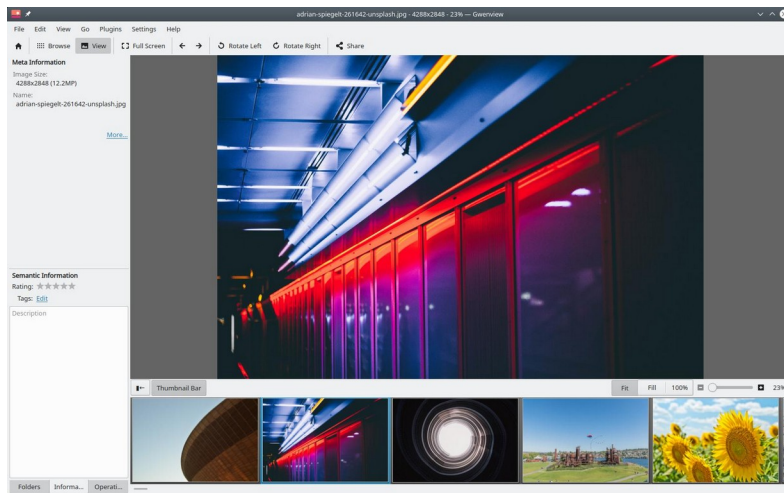 adrian-spiegelt-261642-unsplash.jpg - 4288x2848 - 23% — Gwenview
File Edit View Go Plugins Settings Help
Browse View Full Screen Rotate Left Rotate Right Share
Meta Information
Image Size:
4288x2848 (12.2MP)
Name:
adrian-spiegelt-261642-unsplash.jpg
More...
Semantic Information
Rating:
Tags: Edit
Description
Thumbnail Bar Fit Fill 100% 23%
Folders Informa... Operati...